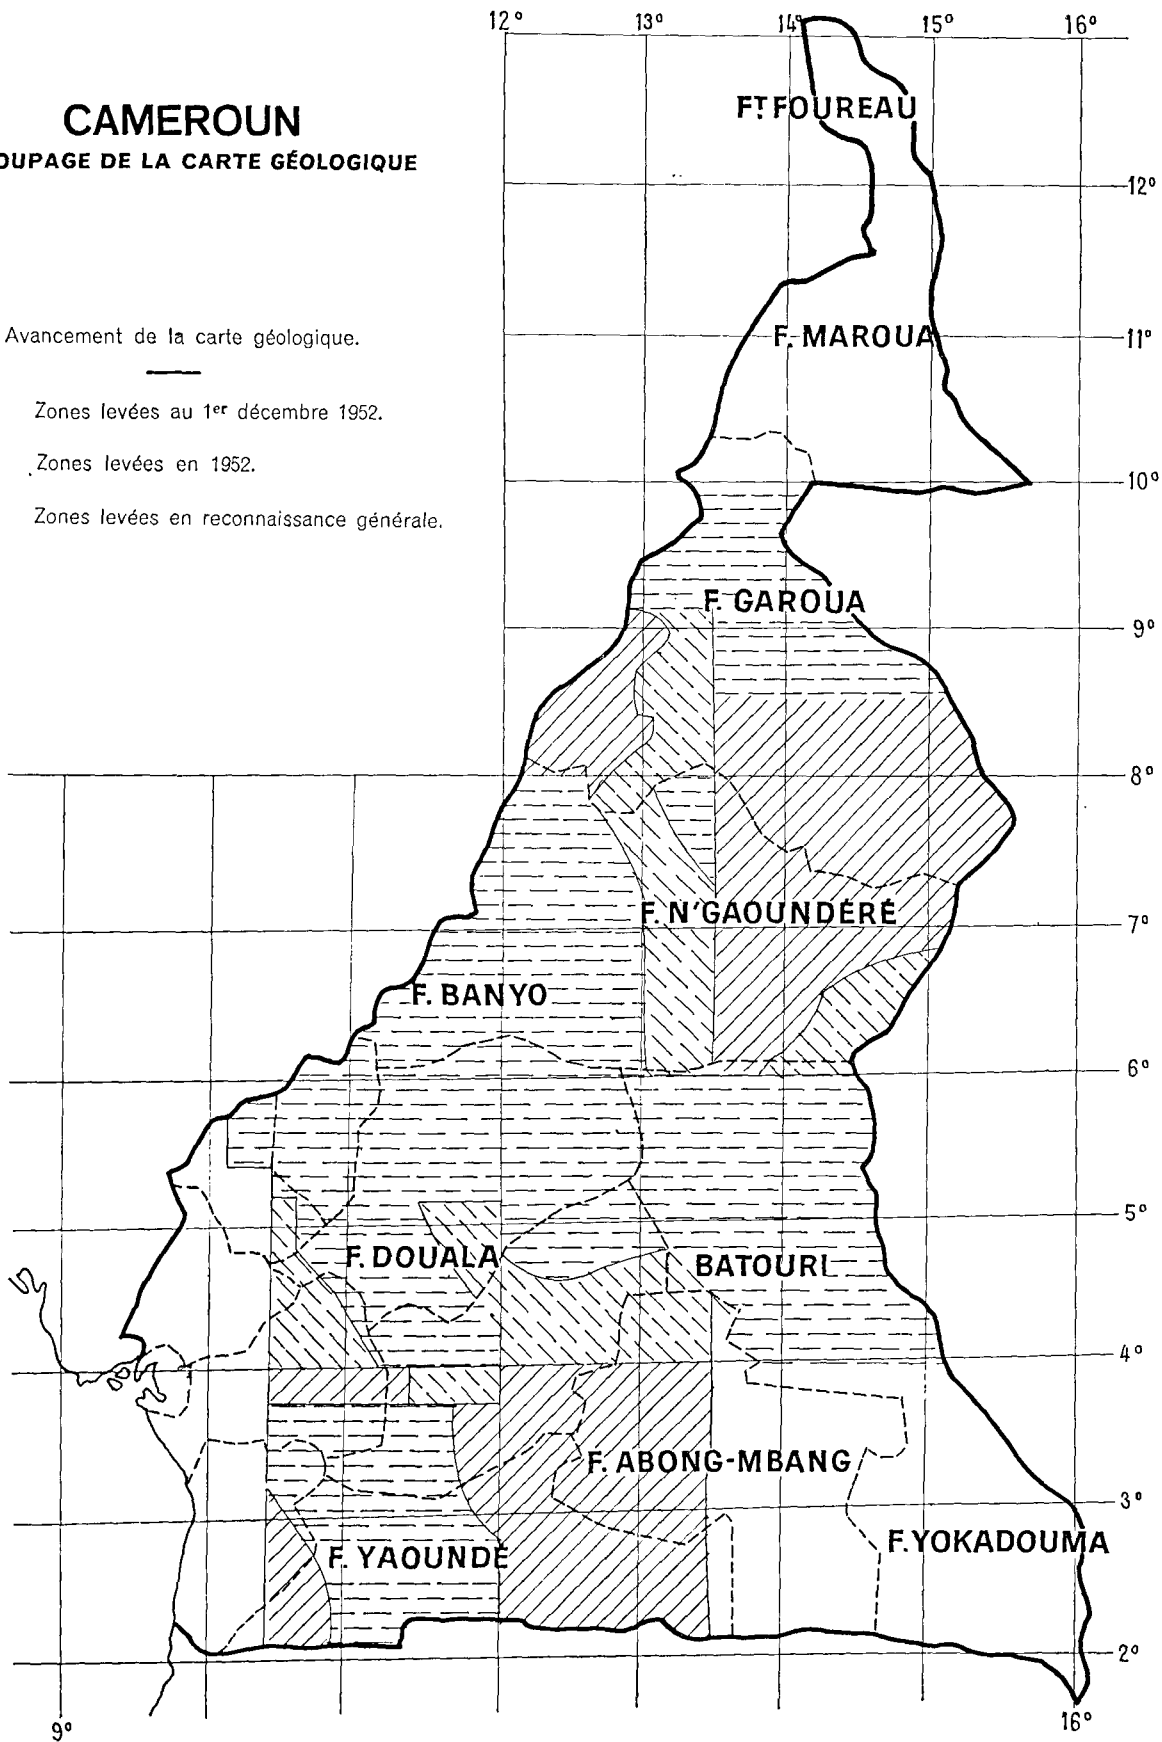 12° 13° 14° 15° 16°
FT FOUREAU
CAMEROUN
OUPAGE DE LA CARTE GÉOLOGIQUE
12°
Avancement de la carte géologique.
F. MAROUA
11°
Zones levées au 1er décembre 1952.
Zones levées en 1952.
10°
Zones levées en reconnaissance générale.
F. GAROUA
9°
8°
F. N'GAOUNDÉRÉ
7°
F. BANYO
6°
5°
F. DOUALA
BATOURI
4°
F. ABONG-MBANG
3°
F. YOKADOUMA
F. YAOUNDÉ
2°
9° 16°